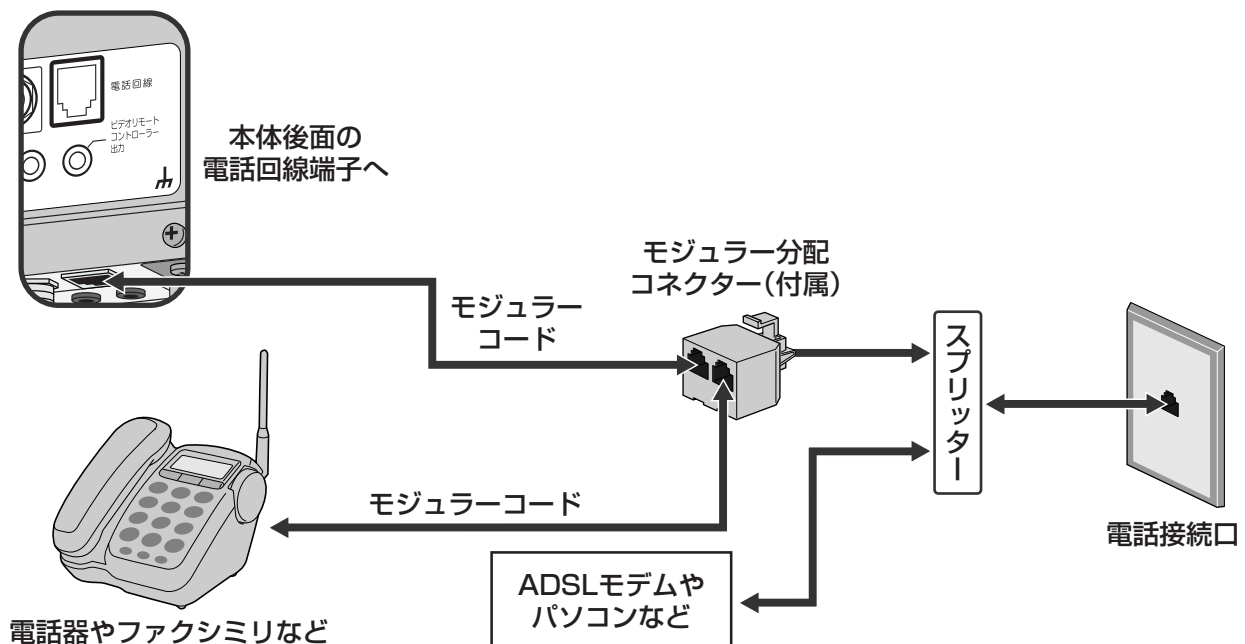 電話回線
ビデオリモート
コントローラー
出力
本体後面の
電話回線端子へ
モジュラー分配
コネクター(付属)
モジュラー
コード
スプリッター
モジュラーコード
電話接続口
ADSLモデムや
パソコンなど
電話器やファクシミリなど